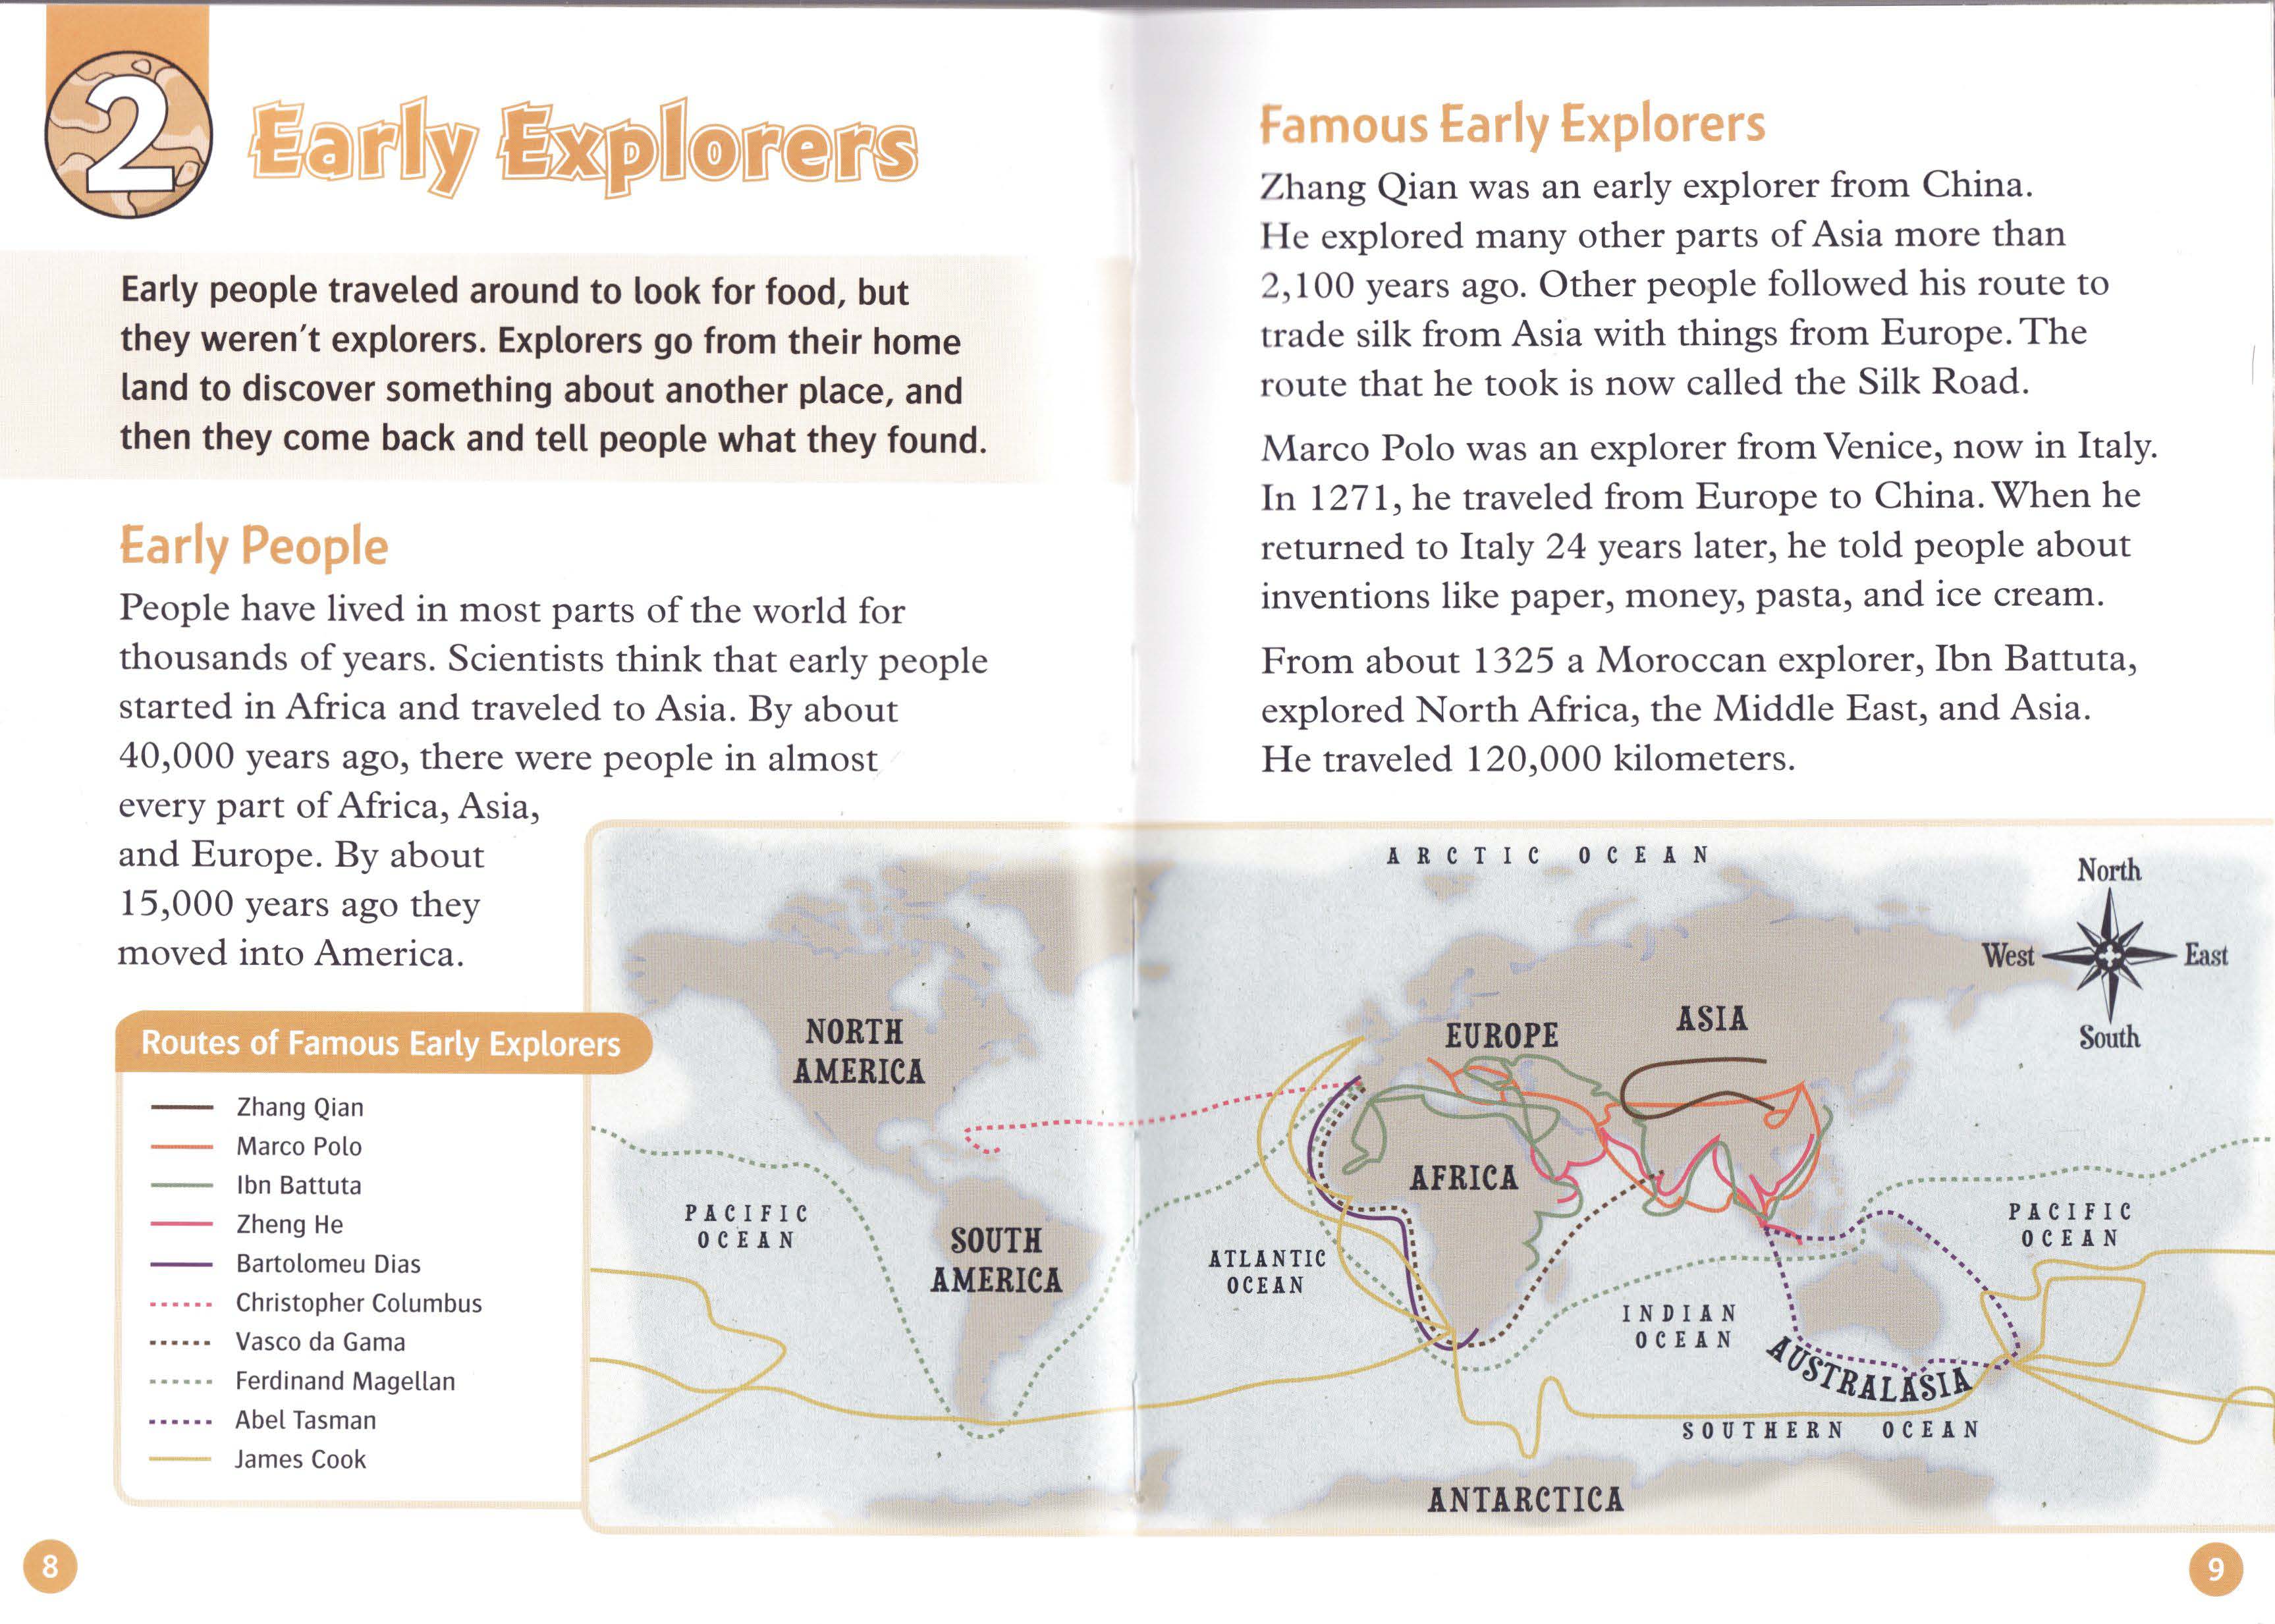 2
Early Explorers
Early people traveled around to look for food, but
they weren't explorers. Explorers go from their home
land to discover something about another place, and
then they come back and tell people what they found.
Early People
People have lived in most parts of the world for
thousands of years. Scientists think that early people
started in Africa and traveled to Asia. By about
40,000 years ago, there were people in almost
every part of Africa, Asia,
and Europe. By about
15,000 years ago they
moved into America.
Routes of Famous Early Explorers
Zhang Qian
Marco Polo
Ibn Battuta
Zheng He
Bartolomeu Dias
Christopher Columbus
Vasco da Gama
Ferdinand Magellan
Abel Tasman
James Cook
8
Famous Early Explorers
Zhang Qian was an early explorer from China.
He explored many other parts of Asia more than
2,100 years ago. Other people followed his route to
trade silk from Asia with things from Europe. The
route that he took is now called the Silk Road.
Marco Polo was an explorer from Venice, now in Italy.
In 1271, he traveled from Europe to China. When he
returned to Italy 24 years later, he told people about
inventions like paper, money, pasta, and ice cream.
From about 1325 a Moroccan explorer, Ibn Battuta,
explored North Africa, the Middle East, and Asia.
He traveled 120,000 kilometers.
ARCTIC OCEAN
North
West
East
South
NORTH
AMERICA
EUROPE
ASIA
AFRICA
PACIFIC
OCEAN
SOUTH
AMERICA
ATLANTIC
OCEAN
INDIAN
OCEAN
PACIFIC
OCEAN
AUSTRALASIA
SOUTHERN OCEAN
ANTARCTICA
9